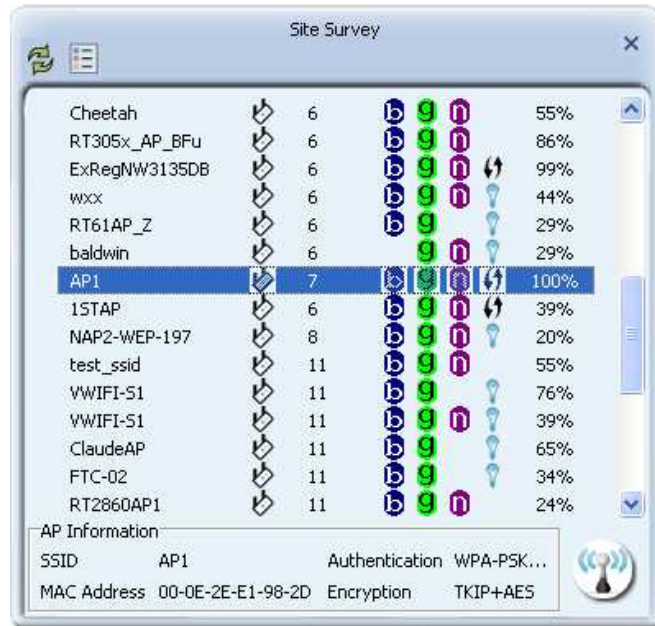 Site Survey
Cheetah 6 b g n 55%
RT305x_AP_BFu 6 b g n 86%
ExRegNW3135DB 6 b g n 99%
wxx 6 b g n 44%
RT61AP_Z 6 b g 29%
baldwin 6 g n 29%
AP1 7 b g n 100%
1STAP 6 b g n 39%
NAP2-WEP-197 8 b g n 20%
test_ssid 11 b g n 55%
VWIFI-S1 11 b g 76%
VWIFI-S1 11 b g n 39%
ClaudeAP 11 b g 65%
FTC-02 11 b g 34%
RT2860AP1 11 b g n 24%
AP Information
SSID AP1 Authentication WPA-PSK...
MAC Address 00-0E-2E-E1-98-2D Encryption TKIP+AES